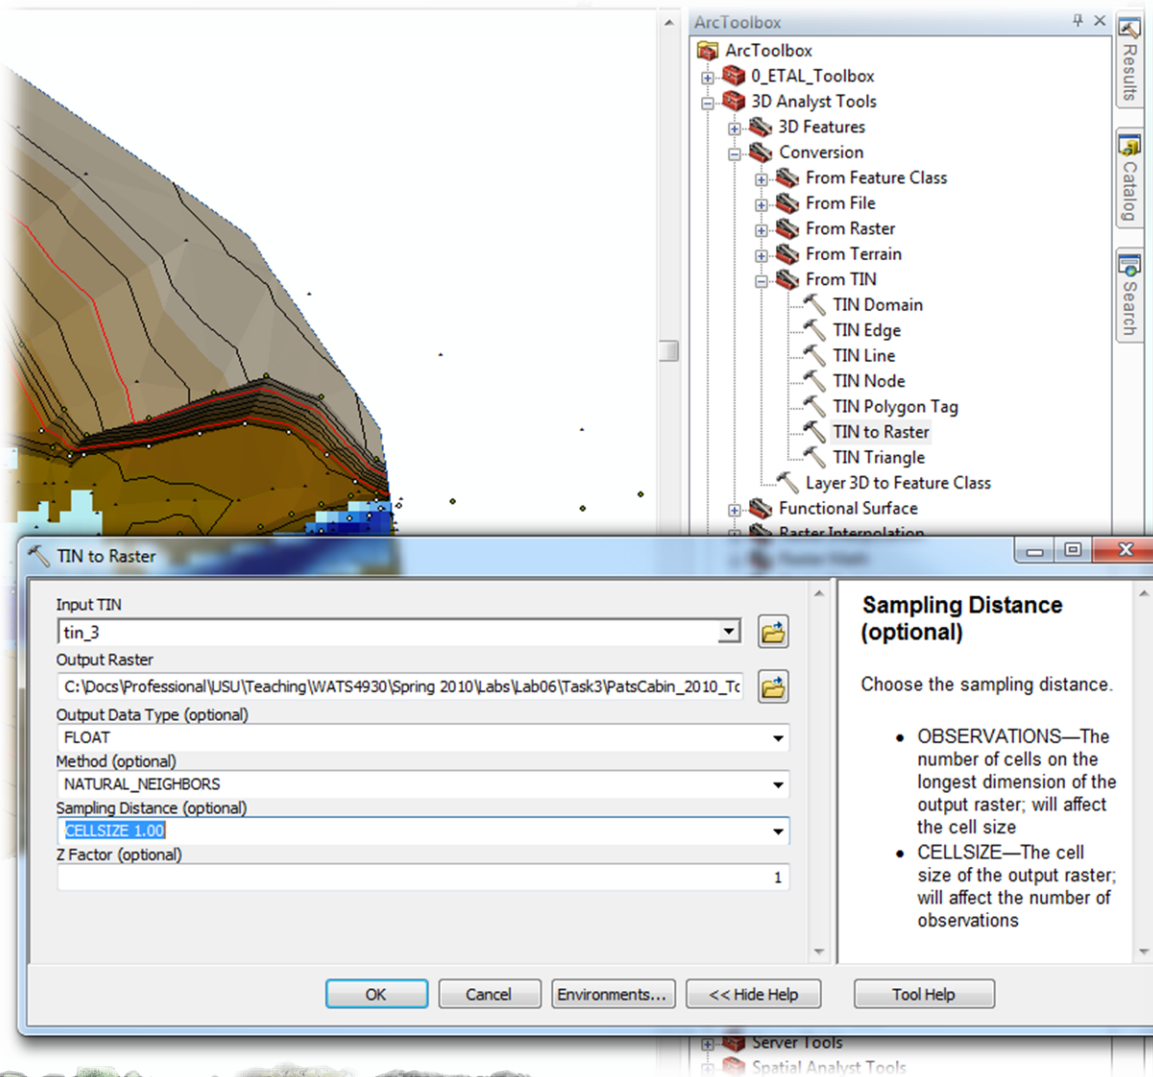 ArcToolbox
ArcToolbox
0_ETAL_Toolbox
3D Analyst Tools
3D Features
Conversion
From Feature Class
From File
From Raster
From Terrain
From TIN
TIN Domain
TIN Edge
TIN Line
TIN Node
TIN Polygon Tag
TIN to Raster
TIN Triangle
Layer 3D to Feature Class
Functional Surface
Raster Interpolation
Results
Catalog
Search
TIN to Raster
Input TIN
tin_3
Output Raster
C:\Docs\Professional\USU\Teaching\WATS4930\Spring 2010\Labs\Lab06\Task3\PatsCabin_2010_Tc
Output Data Type (optional)
FLOAT
Method (optional)
NATURAL_NEIGHBORS
Sampling Distance (optional)
CELLSIZE 1.00
Z Factor (optional)
1
Sampling Distance
(optional)
Choose the sampling distance.
• OBSERVATIONS—The
number of cells on the
longest dimension of the
output raster; will affect
the cell size
• CELLSIZE—The cell
size of the output raster;
will affect the number of
observations
OK
Cancel
Environments...
<< Hide Help
Tool Help
Server Tools
Spatial Analyst Tools